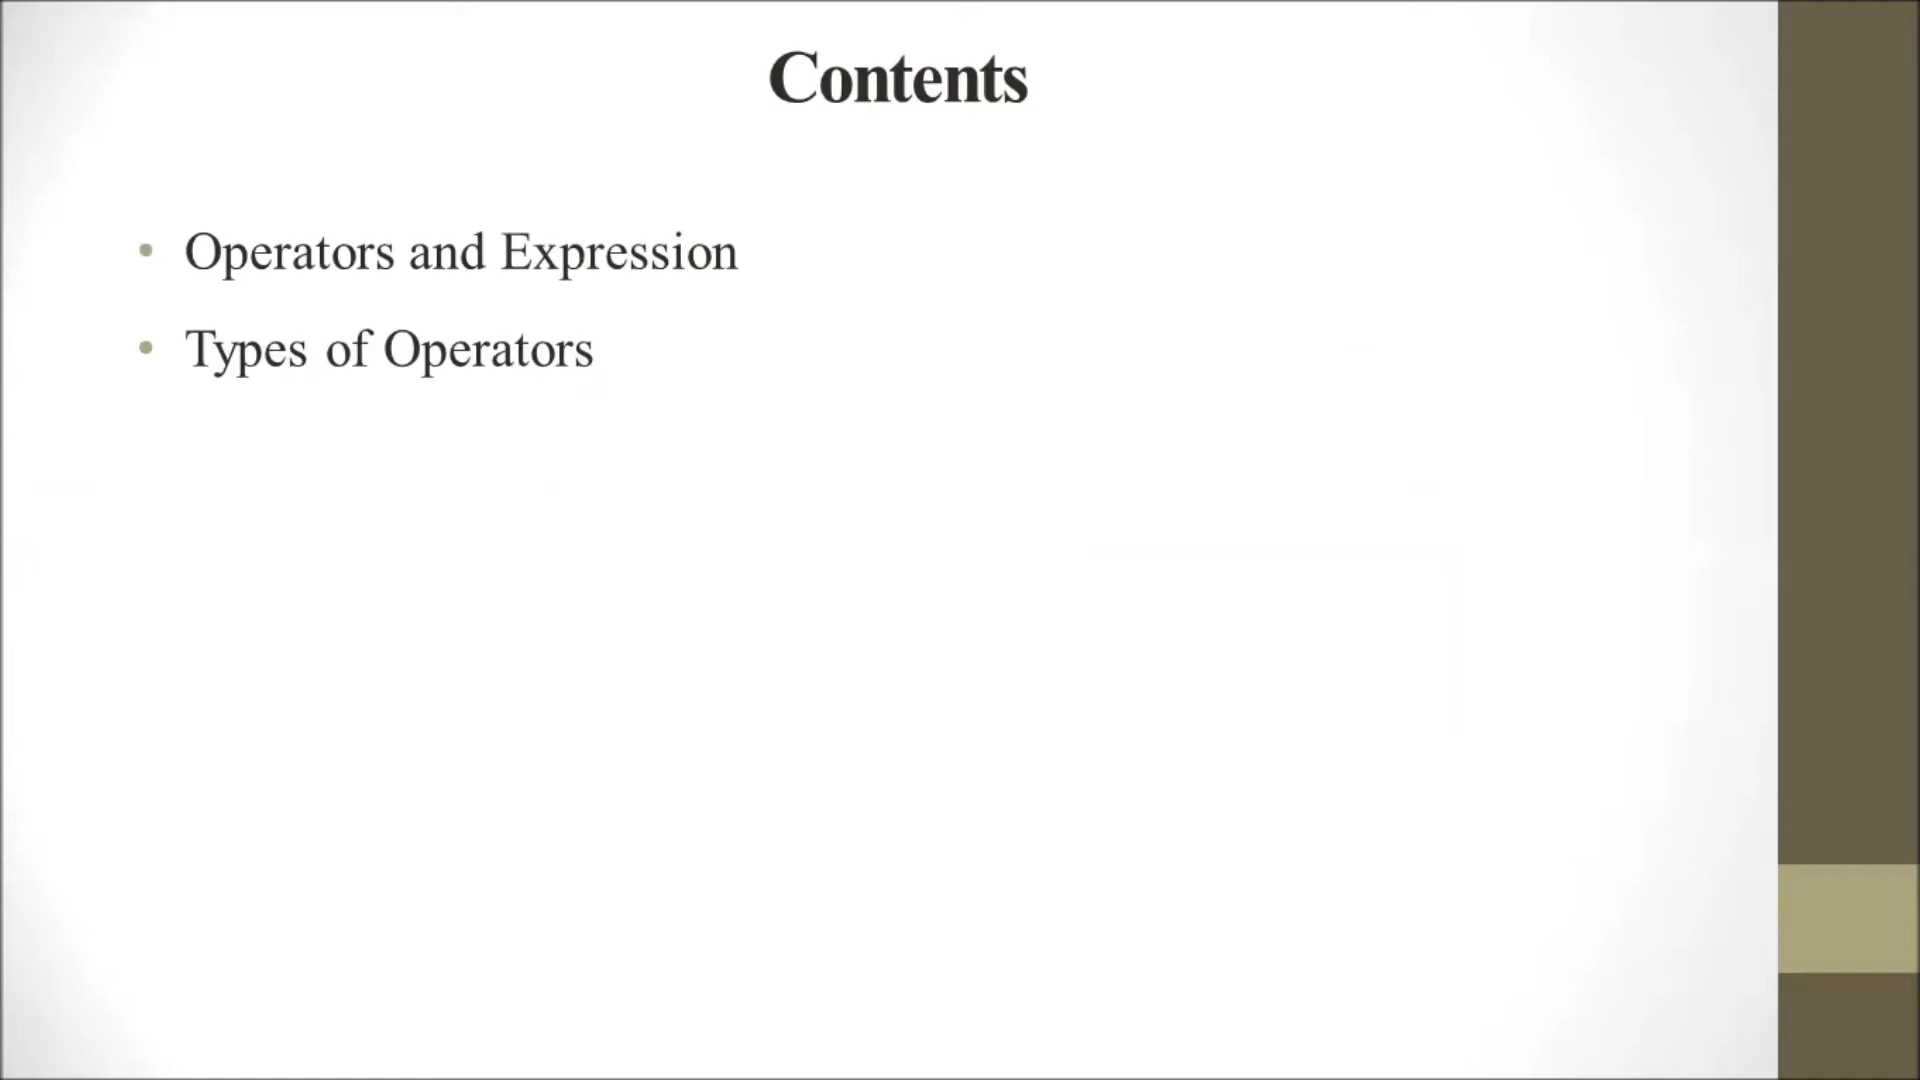 Contents
• Operators and Expression
• Types of Operators